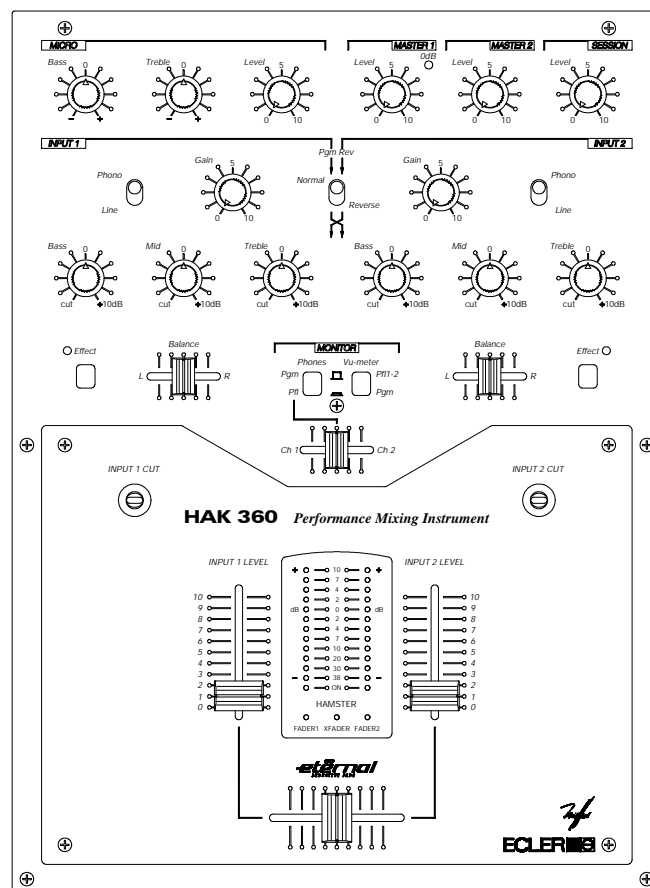 MICRO MASTER 1 MASTER 2 SESSION
0dB
Bass 0 Treble 0 Level 5 Level 5 Level 5 Level 5
- + - + 0 10 0 10 0 10 0 10
INPUT 1 Pgm Rev INPUT 2
Gain 5 Gain 5
Phono Normal Phono
Line Reverse Line
0 10 0 10
Bass 0 Mid 0 Treble 0 Bass 0 Mid 0 Treble 0
cut +10dB cut +10dB cut +10dB cut +10dB cut +10dB cut +10dB
MONITOR
Effect Balance Phones Vu-meter Balance Effect
L R Pgm Pfl1-2 L R
Pfl Pgm
Ch 1 Ch 2
INPUT 1 CUT INPUT 2 CUT
HAK 360 Performance Mixing Instrument
INPUT 1 LEVEL INPUT 2 LEVEL
+ 10 +
7
4
2
dB 0 dB
2
4
7
10
20
30
- 38 -
ON
10 10
9 9
8 8
7 7
6 6
5 5
4 4
3 3
2 2
1 1
0 0
HAMSTER
FADER1 XFADER FADER2
eternal
ECLER